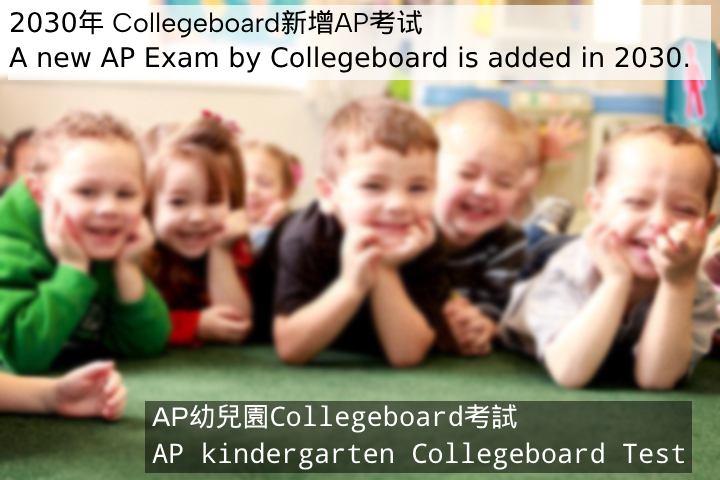 2030年 Collegeboard新增AP考试
A new AP Exam by Collegeboard is added in 2030.
AP幼兒園Collegeboard考試
AP kindergarten Collegeboard Test